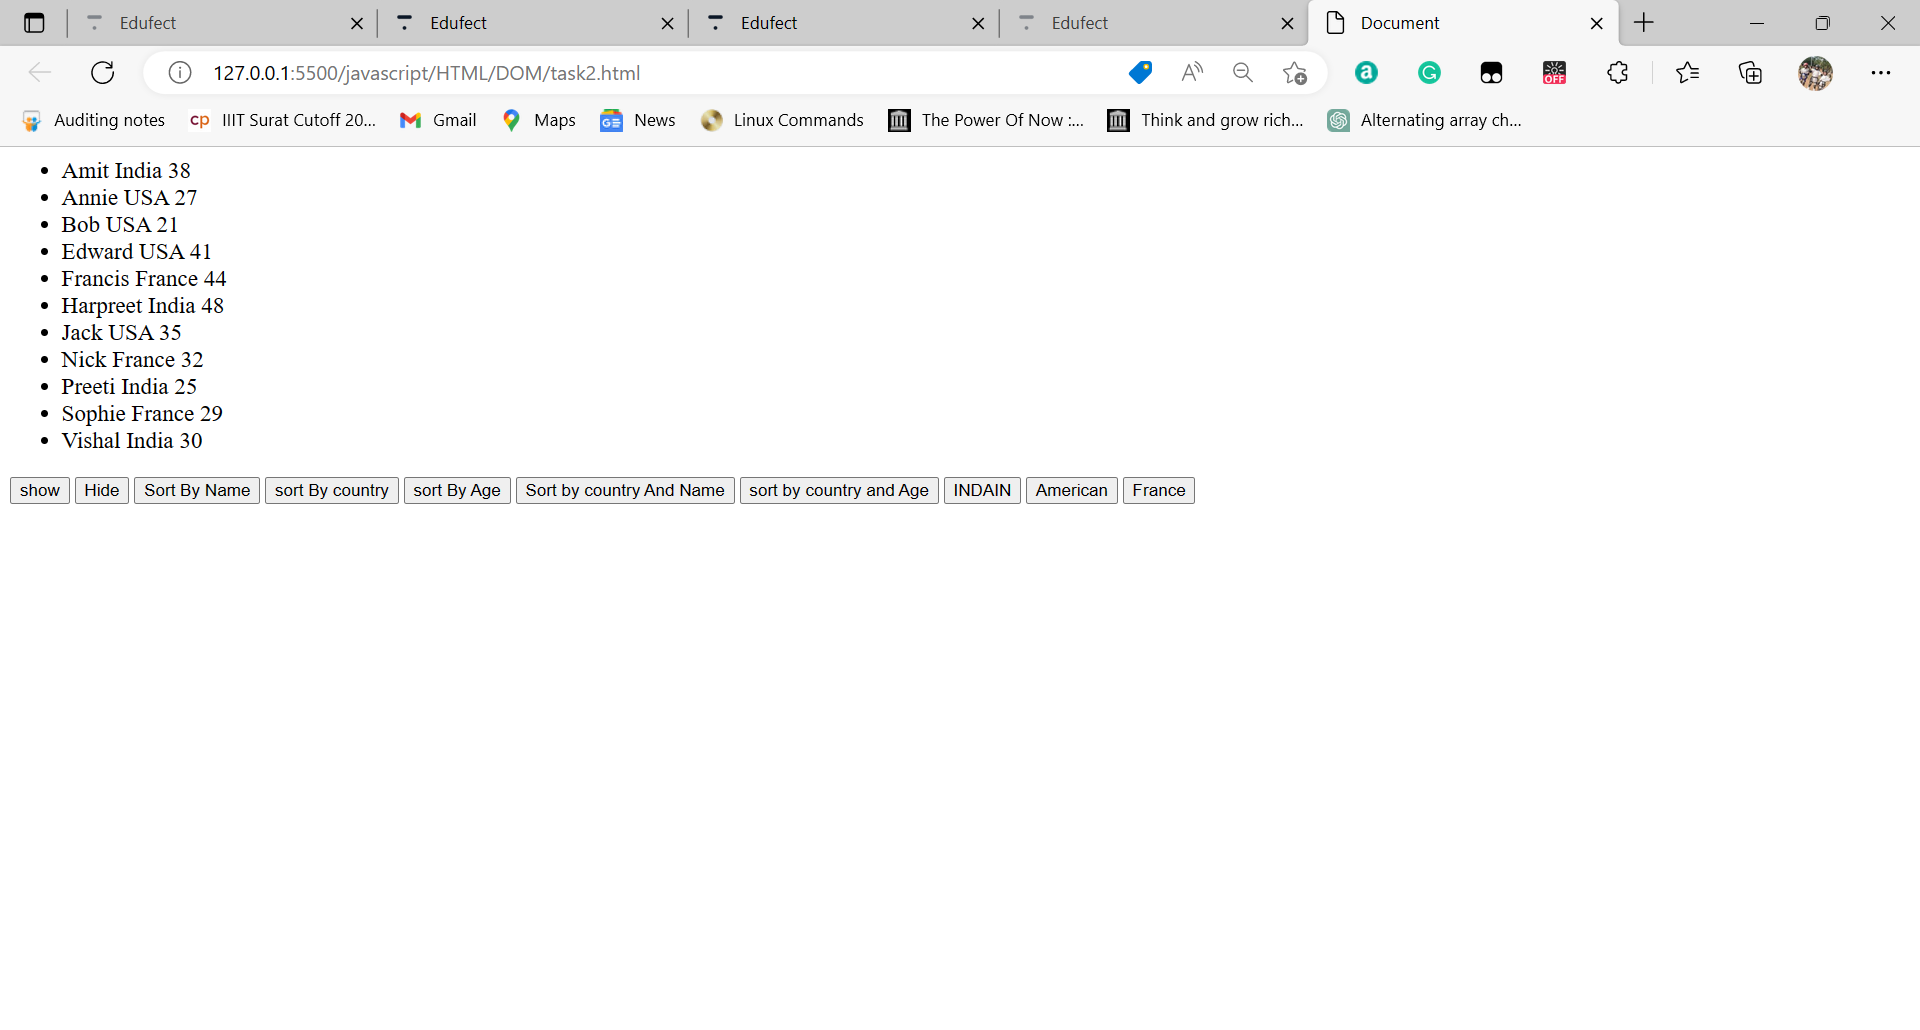 Edufect Edufect Edufect Edufect Document
127.0.0.1:5500/javascript/HTML/DOM/task2.html A a G OFF
Auditing notes cp IIIT Surat Cutoff 20... Gmail Maps GE News Linux Commands The Power Of Now :... Think and grow rich... Alternating array ch...
• Amit India 38
• Annie USA 27
• Bob USA 21
• Edward USA 41
• Francis France 44
• Harpreet India 48
• Jack USA 35
• Nick France 32
• Preeti India 25
• Sophie France 29
• Vishal India 30
show Hide Sort By Name sort By country sort By Age Sort by country And Name sort by country and Age INDAIN American France